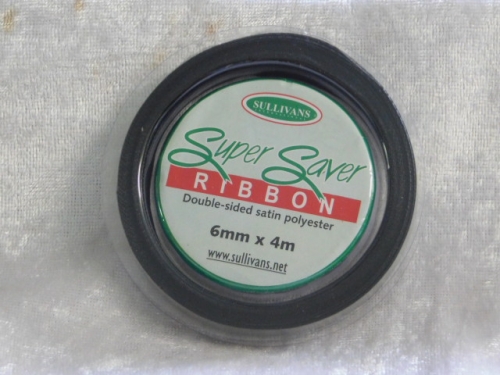 SULLIVANS
Super Saver
RIBBON
Double-sided satin polyester
6mm x 4m
www.sullivans.net